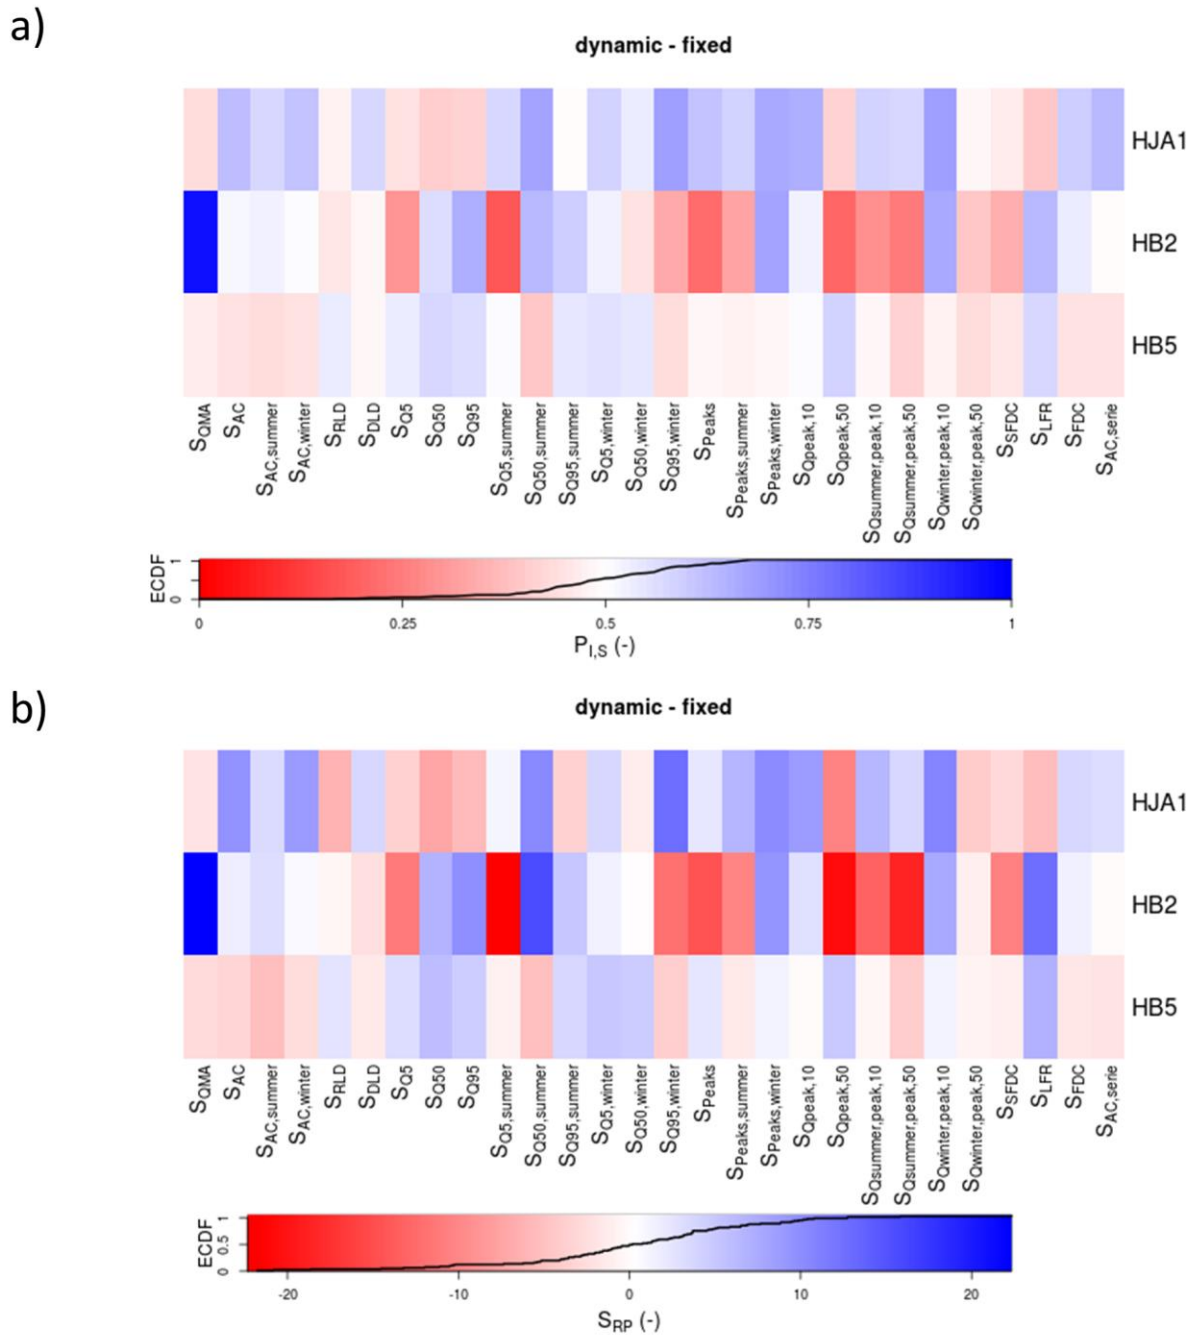 a)
dynamic - fixed
HJA1
HB2
HB5
SQMA SAC SAC,summer SAC,winter SRLD SDLD SQ5 SQ50 SQ95 SQ5,summer SQ50,summer SQ95,summer SQ5,winter SQ50,winter SQ95,winter SPeaks SPeaks,summer SPeaks,winter SQpeak,10 SQpeak,50 SQsummer,peak,10 SQsummer,peak,50 SQwinter,peak,10 SQwinter,peak,50 SSFDC SLFR SFDC SAC,serie
ECDF
0 1
0 0.25 0.5 0.75 1
PI,S (-)
b)
dynamic - fixed
HJA1
HB2
HB5
SQMA SAC SAC,summer SAC,winter SRLD SDLD SQ5 SQ50 SQ95 SQ5,summer SQ50,summer SQ95,summer SQ5,winter SQ50,winter SQ95,winter SPeaks SPeaks,summer SPeaks,winter SQpeak,10 SQpeak,50 SQsummer,peak,10 SQsummer,peak,50 SQwinter,peak,10 SQwinter,peak,50 SSFDC SLFR SFDC SAC,serie
ECDF
0 0.5 1
-20 -10 0 10 20
SRP (-)